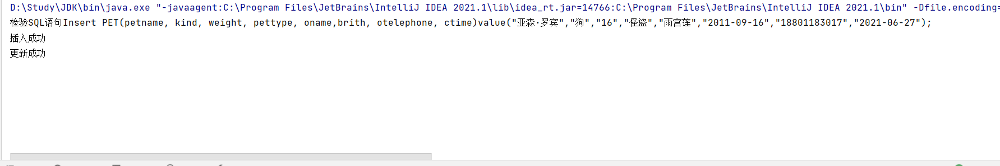 D:\Study\JDK\bin\java.exe "-javaagent:C:\Program Files\JetBrains\IntelliJ IDEA 2021.1\lib\idea_rt.jar=14766:C:\Program Files\JetBrains\IntelliJ IDEA 2021.1\bin" -Dfile.encoding=
检验SQL语句Insert PET(petname, kind, weight, pettype, oname,brith, otelephone, ctime)value("亚森·罗宾","狗","16","怪盗","雨宫莲","2011-09-16","18801183017","2021-06-27");
插入成功
更新成功